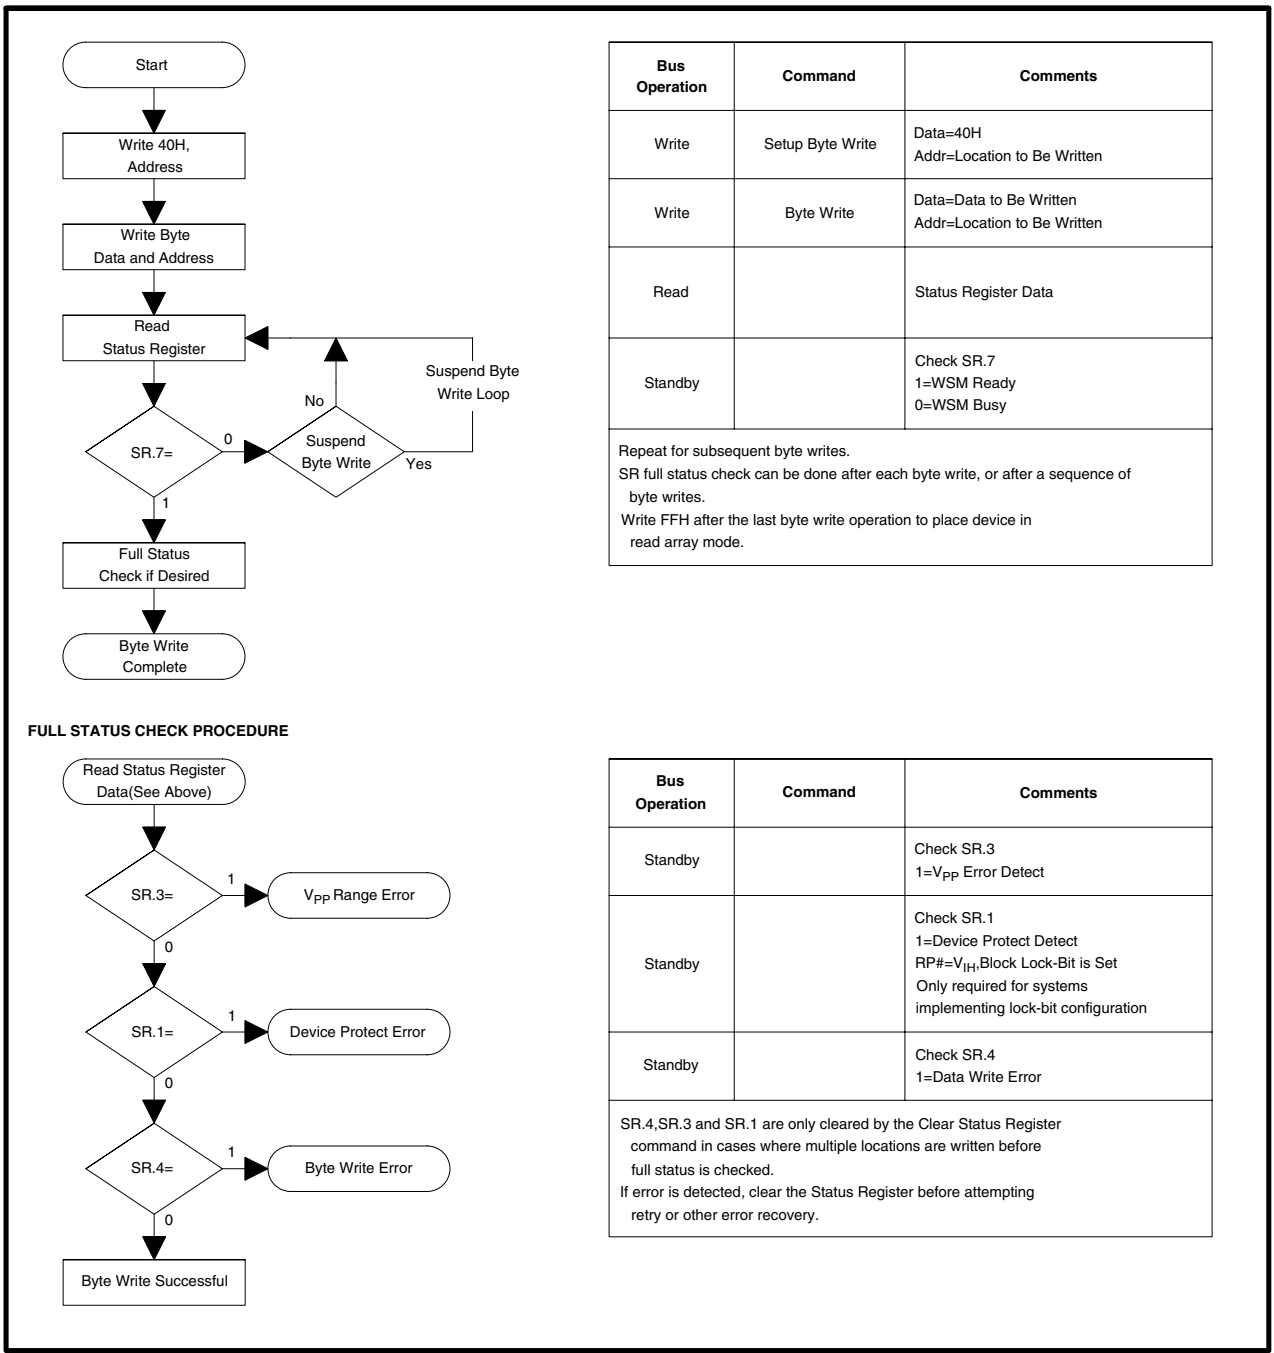 Start
Write 40H,
Address
Write Byte
Data and Address
Read
Status Register
Suspend Byte
Write Loop
No
SR.7=
0
Suspend
Byte Write
Yes
1
Full Status
Check if Desired
Byte Write
Complete
Bus
Operation
Command
Comments
Write
Setup Byte Write
Data=40H
Addr=Location to Be Written
Write
Byte Write
Data=Data to Be Written
Addr=Location to Be Written
Read
Status Register Data
Standby
Check SR.7
1=WSM Ready
0=WSM Busy
Repeat for subsequent byte writes.
SR full status check can be done after each byte write, or after a sequence of
byte writes.
Write FFH after the last byte write operation to place device in
read array mode.
FULL STATUS CHECK PROCEDURE
Read Status Register
Data(See Above)
SR.3=
1
VPP Range Error
0
SR.1=
1
Device Protect Error
0
SR.4=
1
Byte Write Error
0
Byte Write Successful
Bus
Operation
Command
Comments
Standby
Check SR.3
1=VPP Error Detect
Standby
Check SR.1
1=Device Protect Detect
RP#=VIH,Block Lock-Bit is Set
Only required for systems
implementing lock-bit configuration
Standby
Check SR.4
1=Data Write Error
SR.4,SR.3 and SR.1 are only cleared by the Clear Status Register
command in cases where multiple locations are written before
full status is checked.
If error is detected, clear the Status Register before attempting
retry or other error recovery.